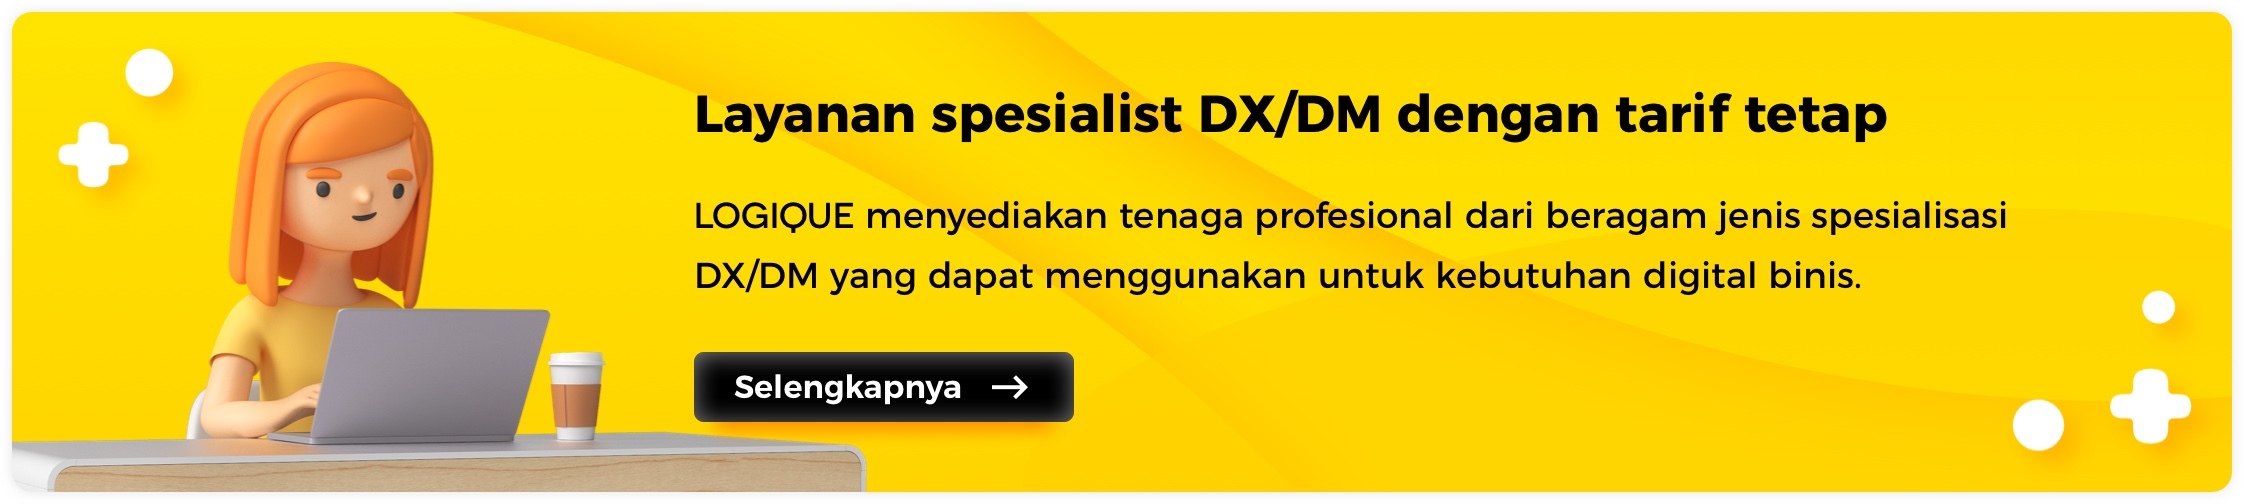 Layanan spesialist DX/DM dengan tarif tetap
LOGIQUE menyediakan tenaga profesional dari beragam jenis spesialisasi
DX/DM yang dapat menggunakan untuk kebutuhan digital binis.
Selengkapnya →